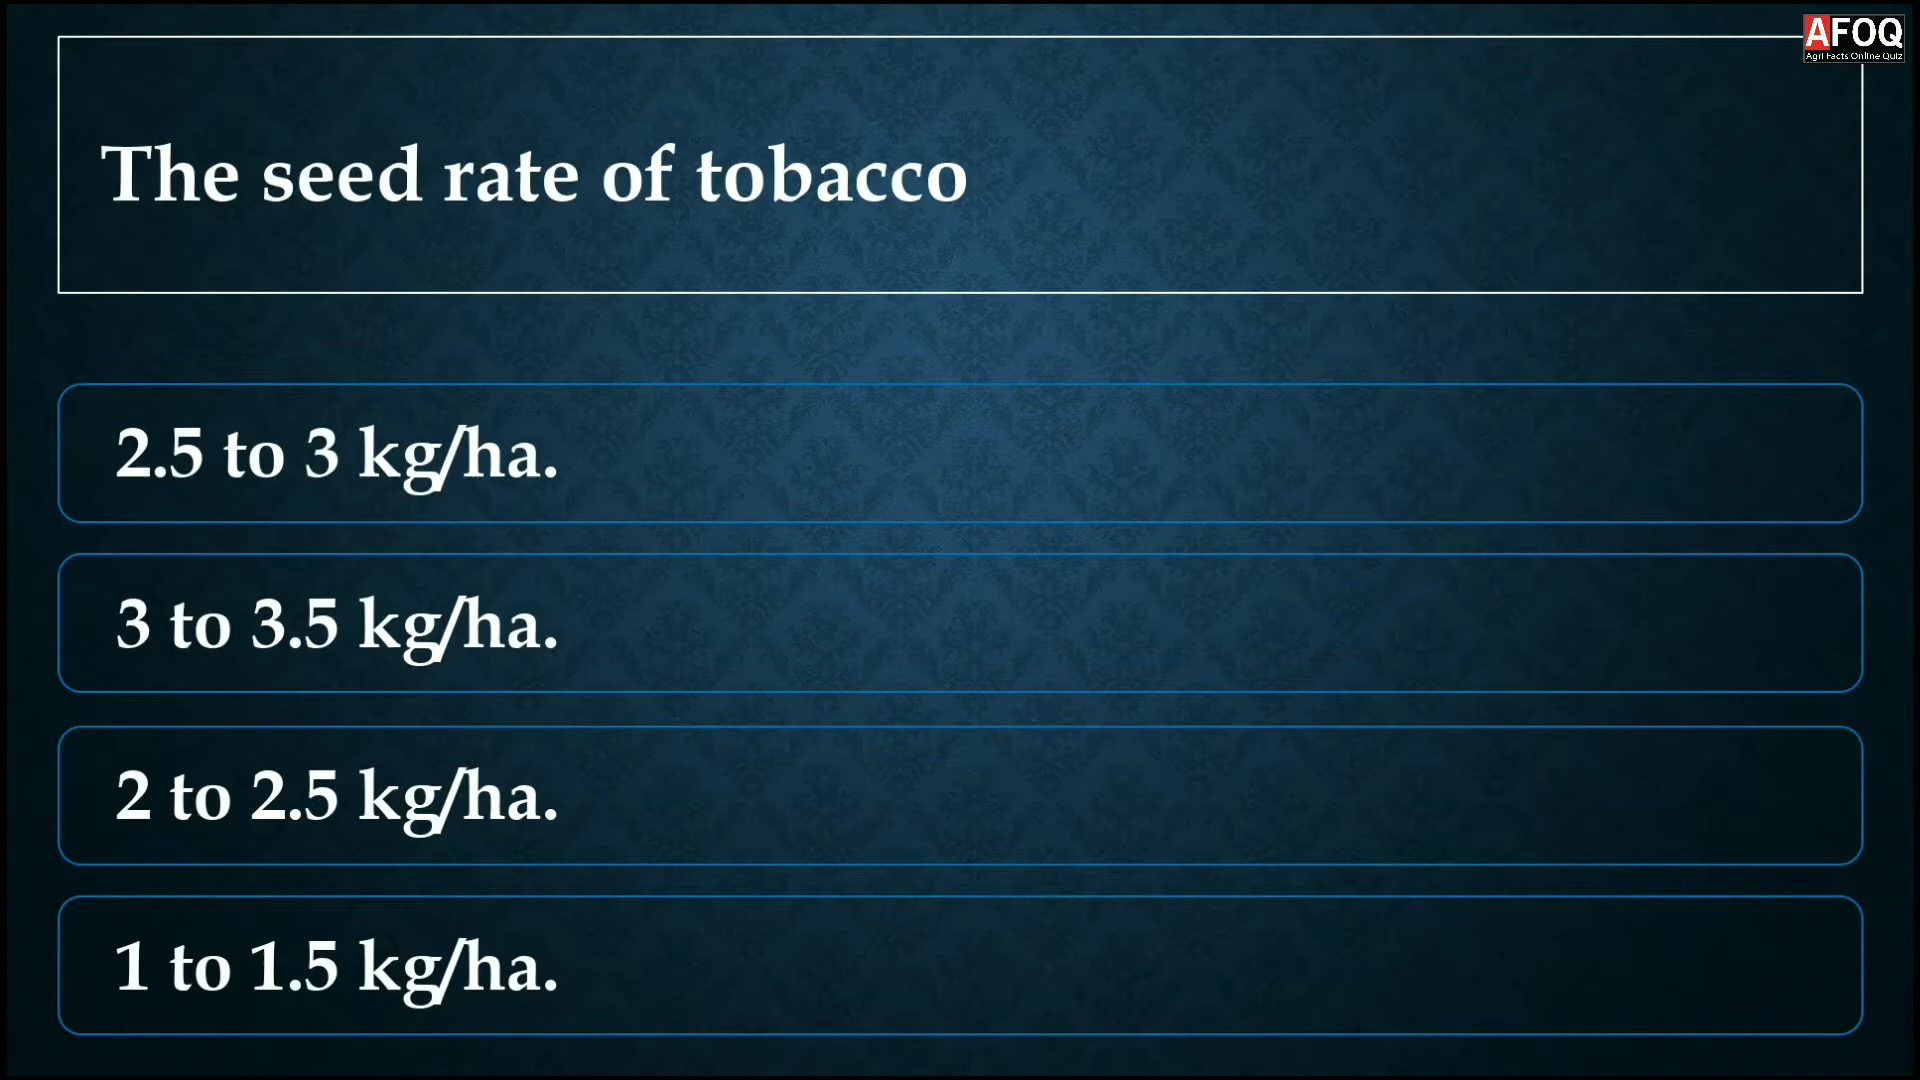 AFOQ
Agri Facts Online Quiz
The seed rate of tobacco
2.5 to 3 kg/ha.
3 to 3.5 kg/ha.
2 to 2.5 kg/ha.
1 to 1.5 kg/ha.